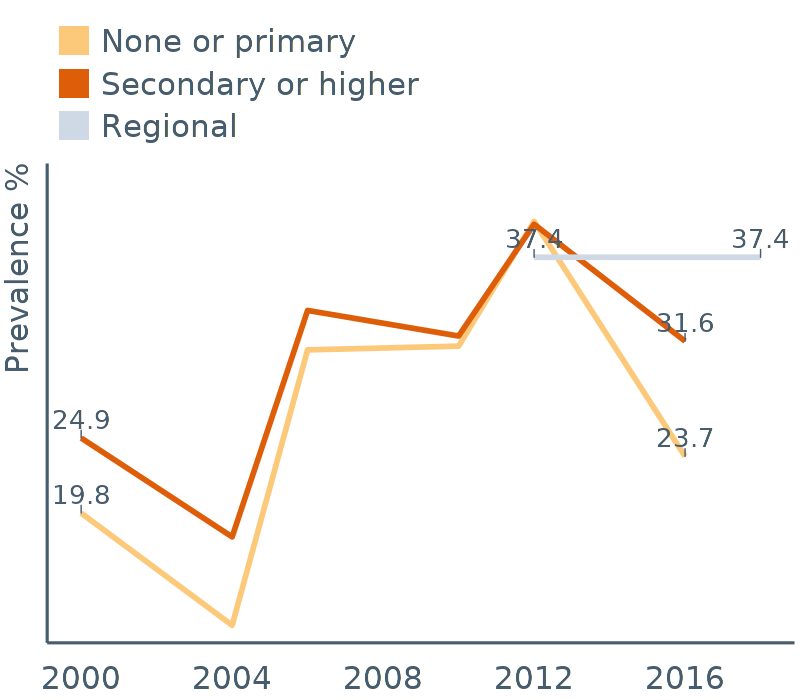 None or primary
Secondary or higher
Regional
Prevalence %
37.4
37.4
31.6
24.9
23.7
19.8
2000
2004
2008
2012
2016